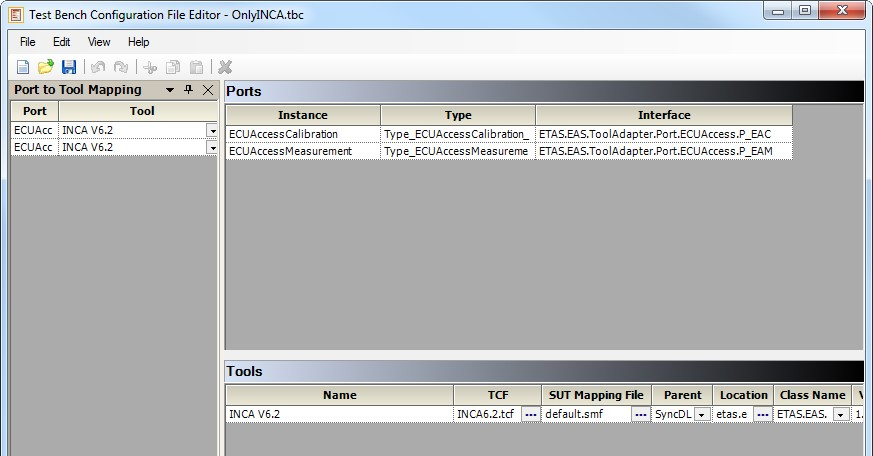 Test Bench Configuration File Editor - OnlyINCA.tbc
File Edit View Help
Port to Tool Mapping
Port Tool
ECUAcc INCA V6.2
ECUAcc INCA V6.2
Ports
Instance Type Interface
ECUAccessCalibration Type_ECUAccessCalibration_ ETAS.EAS.ToolAdapter.Port.ECUAccess.P_EAC
ECUAccessMeasurement Type_ECUAccessMeasureme ETAS.EAS.ToolAdapter.Port.ECUAccess.P_EAM
Tools
Name TCF SUT Mapping File Parent Location Class Name V
INCA V6.2 INCA6.2.tcf default.smf SyncDL etas.e ETAS.EAS. 1.